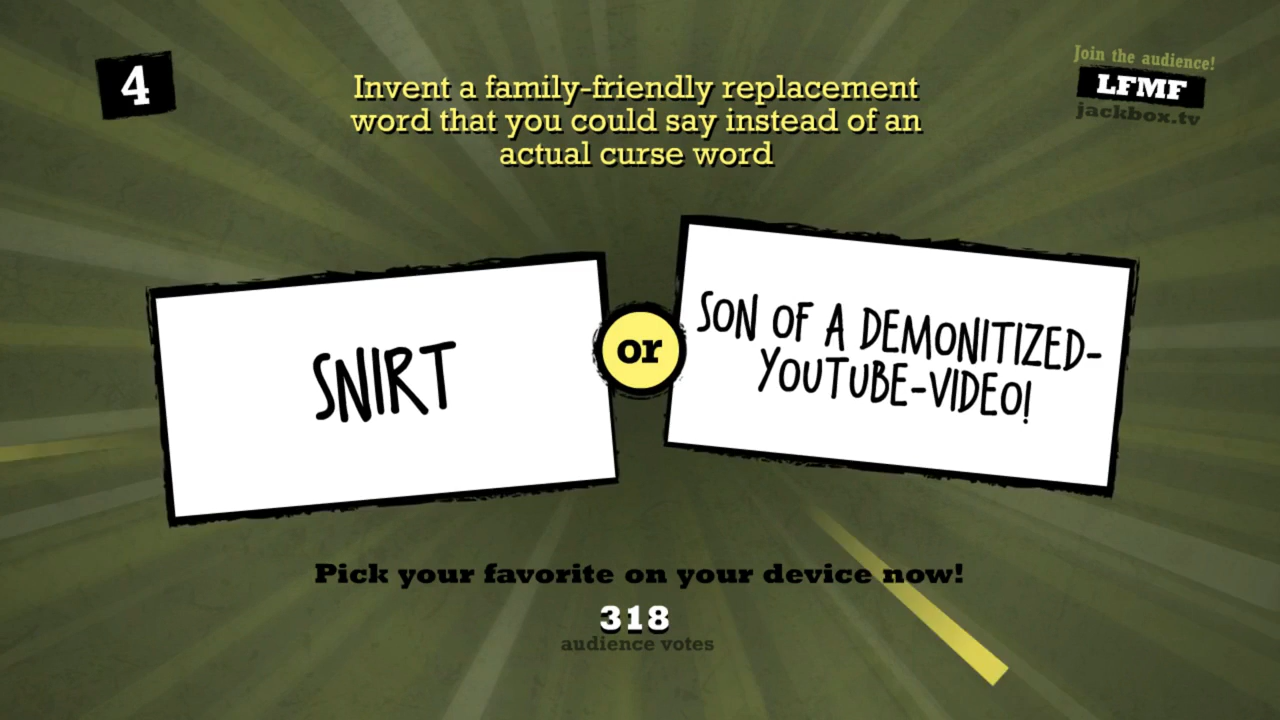 4
Invent a family-friendly replacement
word that you could say instead of an
actual curse word
Join the audience!
LFMF
jackbox.tv
SNIRT
or
SON OF A DEMONITIZED-
YOUTUBE-VIDEO!
Pick your favorite on your device now!
318
audience votes